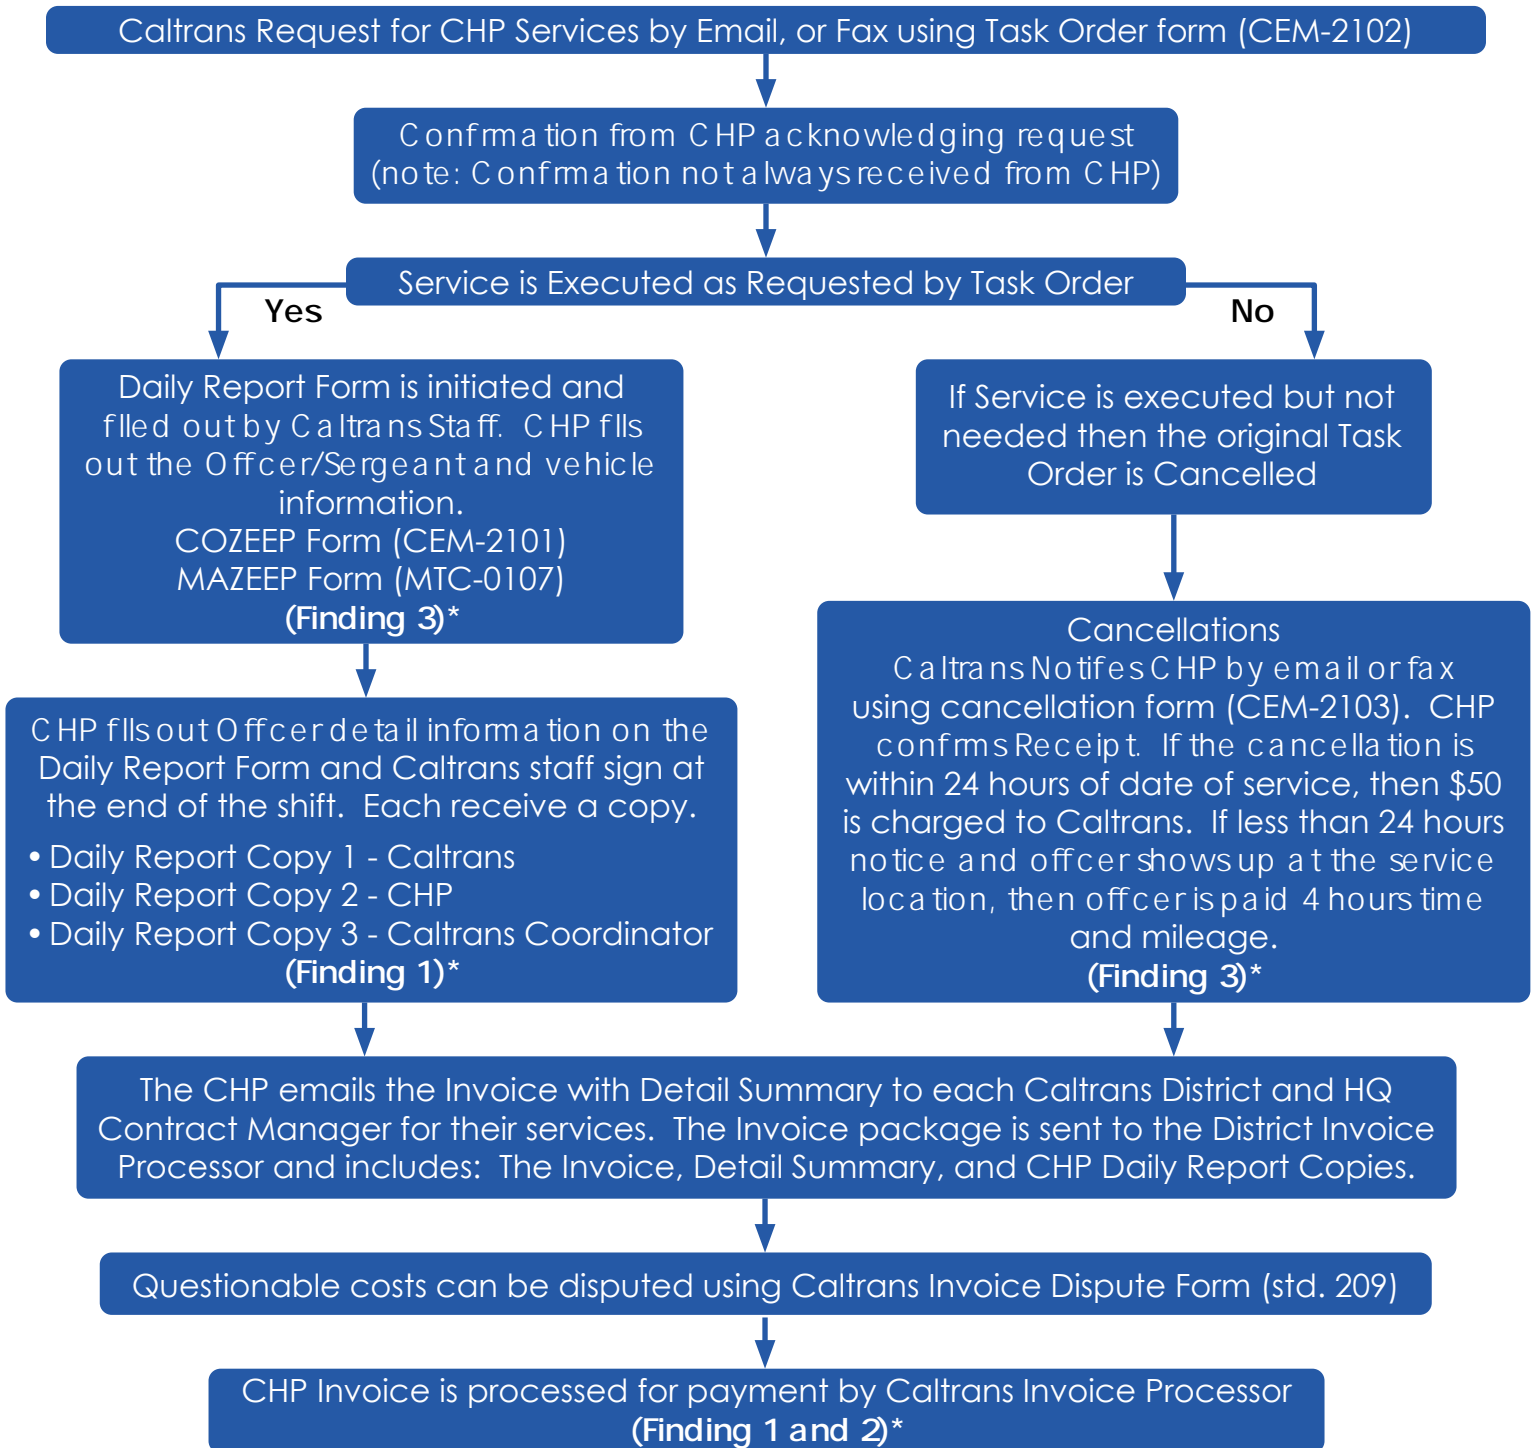 Caltrans Request for CHP Services by Email, or Fax using Task Order form (CEM-2102)
Confrmation from CHP acknowledging request
(note: Confrmation not always received from CHP)
Service is Executed as Requested by Task Order
Yes
No
Daily Report Form is initiated and
flled out by Caltrans Staff.  CHP flls
out the Offcer/Sergeant and vehicle
information.
COZEEP Form (CEM-2101)
MAZEEP Form (MTC-0107)
(Finding 3)*
If Service is executed but not
needed then the original Task
Order is Cancelled
CHP flls out Offcer detail information on the
Daily Report Form and Caltrans staff sign at
the end of the shift.  Each receive a copy.
• Daily Report Copy 1 - Caltrans
• Daily Report Copy 2 - CHP
• Daily Report Copy 3 - Caltrans Coordinator
(Finding 1)*
Cancellations
Caltrans Notifes CHP by email or fax
using cancellation form (CEM-2103).  CHP
confrms Receipt.  If the cancellation is
within 24 hours of date of service, then $50
is charged to Caltrans.  If less than 24 hours
notice and offcer shows up at the service
location, then offcer is paid 4 hours time
and mileage.
(Finding 3)*
The CHP emails the Invoice with Detail Summary to each Caltrans District and HQ
Contract Manager for their services.  The Invoice package is sent to the District Invoice
Processor and includes:  The Invoice, Detail Summary, and CHP Daily Report Copies.
Questionable costs can be disputed using Caltrans Invoice Dispute Form (std. 209)
CHP Invoice is processed for payment by Caltrans Invoice Processor
(Finding 1 and 2)*